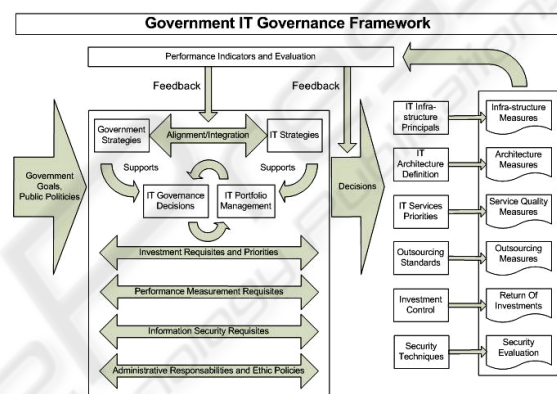 Government IT Governance Framework
Performance Indicators and Evaluation
Feedback
Feedback
Government
Strategies
Alignment/Integration
IT Strategies
Supports
Supports
IT Governance
Decisions
IT Portfolio
Management
Government
Goals,
Public Politicies
Decisions
Investment Requisites and Priorities
Performance Measurement Requisites
Information Security Requisites
Administrative Responsabilities and Ethic Policies
IT Infra-
structure
Principals
Infra-structure
Measures
IT
Architecture
Definition
Architecture
Measures
IT Services
Priorities
Service Quality
Measures
Outsourcing
Standards
Outsourcing
Measures
Investment
Control
Return Of
Investments
Security
Techniques
Security
Evaluation